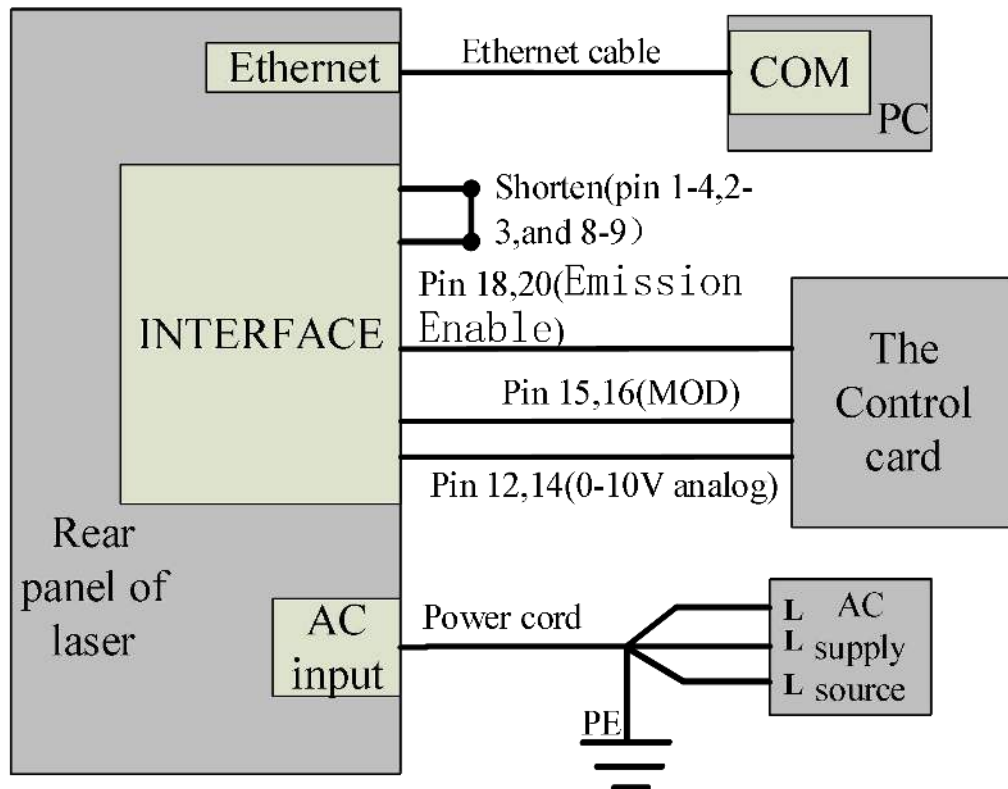 Ethernet
Ethernet cable
COM
PC
Shorten(pin 1-4,2-
3,and 8-9）
Pin 18,20(Emission
Enable)
INTERFACE
Pin 15,16(MOD)
Pin 12,14(0-10V analog)
The
Control
card
Rear
panel of
laser
AC
input
Power cord
PE
L AC
L supply
L source